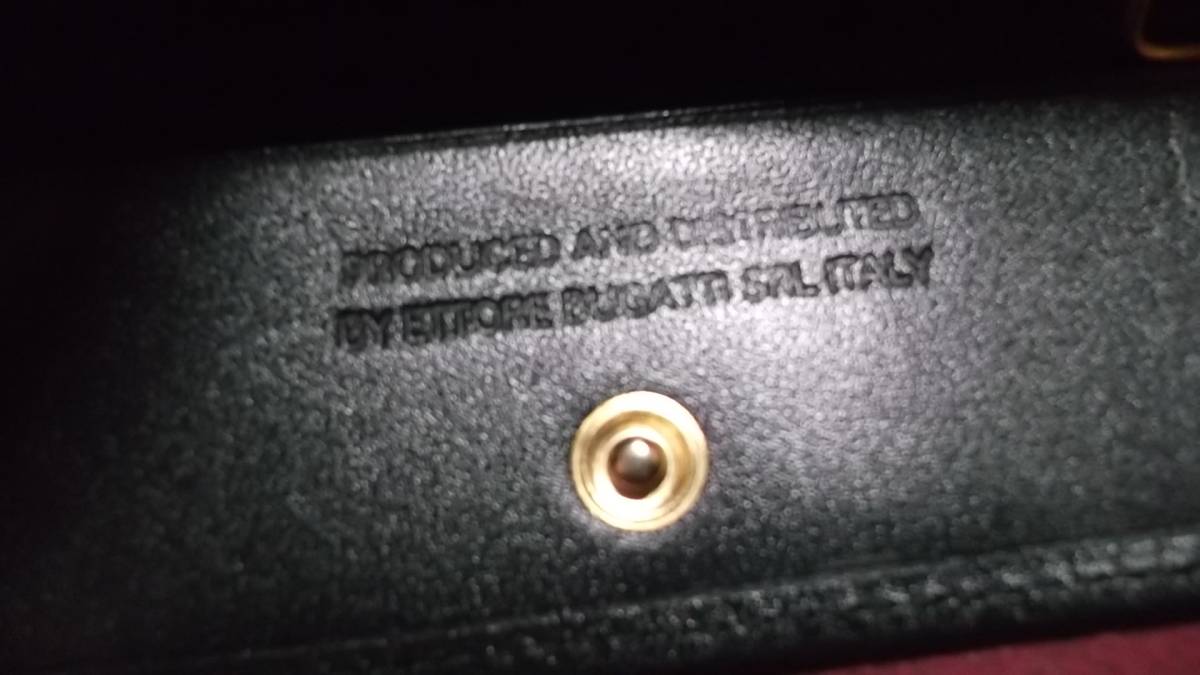 PRODUCED AND DISTRIBUTED
BY ETTORE BUGATTI SRL ITALY